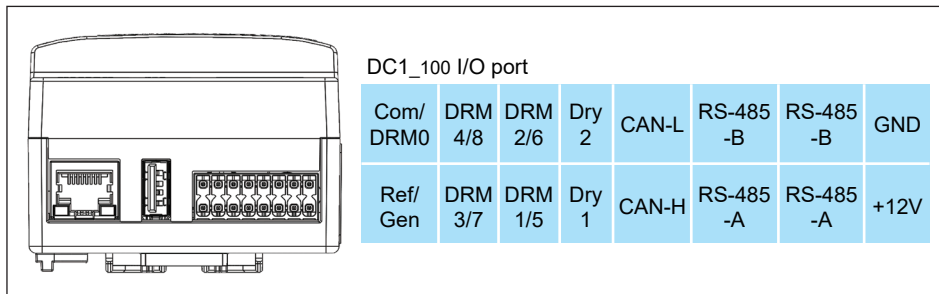 DC1_100 I/O port
Com/ DRM DRM Dry CAN-L RS-485 RS-485 GND
DRM0 4/8 2/6 2 -B -B
Ref/ DRM DRM Dry CAN-H RS-485 RS-485 +12V
Gen 3/7 1/5 1 -A -A